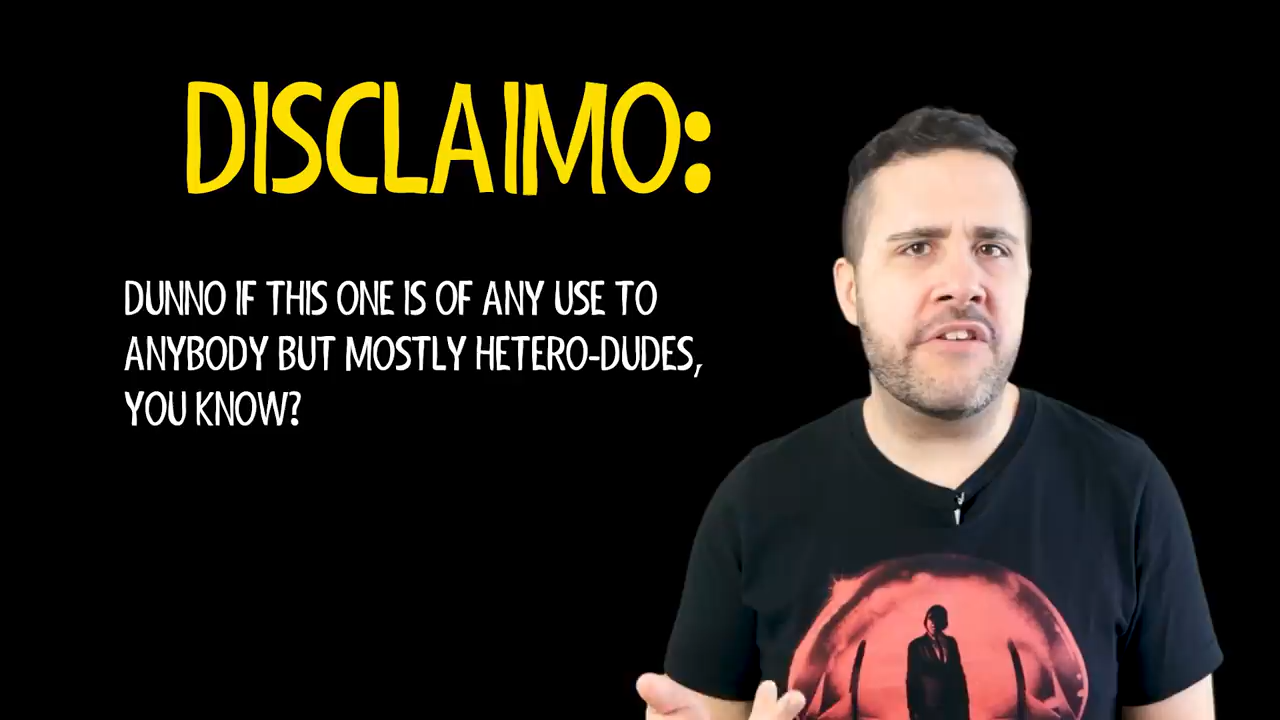 DISCLAIMO:
DUNNO IF THIS ONE IS OF ANY USE TO
ANYBODY BUT MOSTLY HETERO-DUDES,
YOU KNOW?